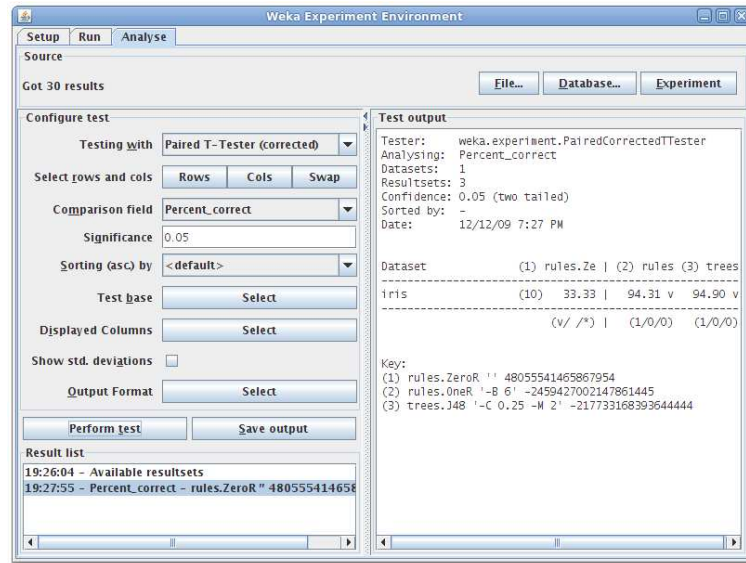 Weka Experiment Environment
Setup Run Analyse
Source
Got 30 results
File... Database... Experiment
Configure test
Testing with Paired T-Tester (corrected)
Select rows and cols Rows Cols Swap
Comparison field Percent_correct
Significance 0.05
Sorting (asc.) by <default>
Test base Select
Displayed Columns Select
Show std. deviations
Output Format Select
Perform test Save output
Result list
19:26:04 - Available resultsets
19:27:55 - Percent_correct - rules.ZeroR '' 480555414658
Test output
Tester: weka.experiment.PairedCorrectedTTester
Analysing: Percent_correct
Datasets: 1
Resultsets: 3
Confidence: 0.05 (two tailed)
Sorted by: -
Date: 12/12/09 7:27 PM
Dataset (1) rules.Ze | (2) rules (3) trees
--------------------------------------------------------------
iris (10) 33.33 | 94.31 v 94.90 v
--------------------------------------------------------------
(v/ /*) | (1/0/0) (1/0/0)
Key:
(1) rules.ZeroR '' 48055541465867954
(2) rules.OneR '-B 6' -2459427002147861445
(3) trees.J48 '-C 0.25 -M 2' -217733168393644444